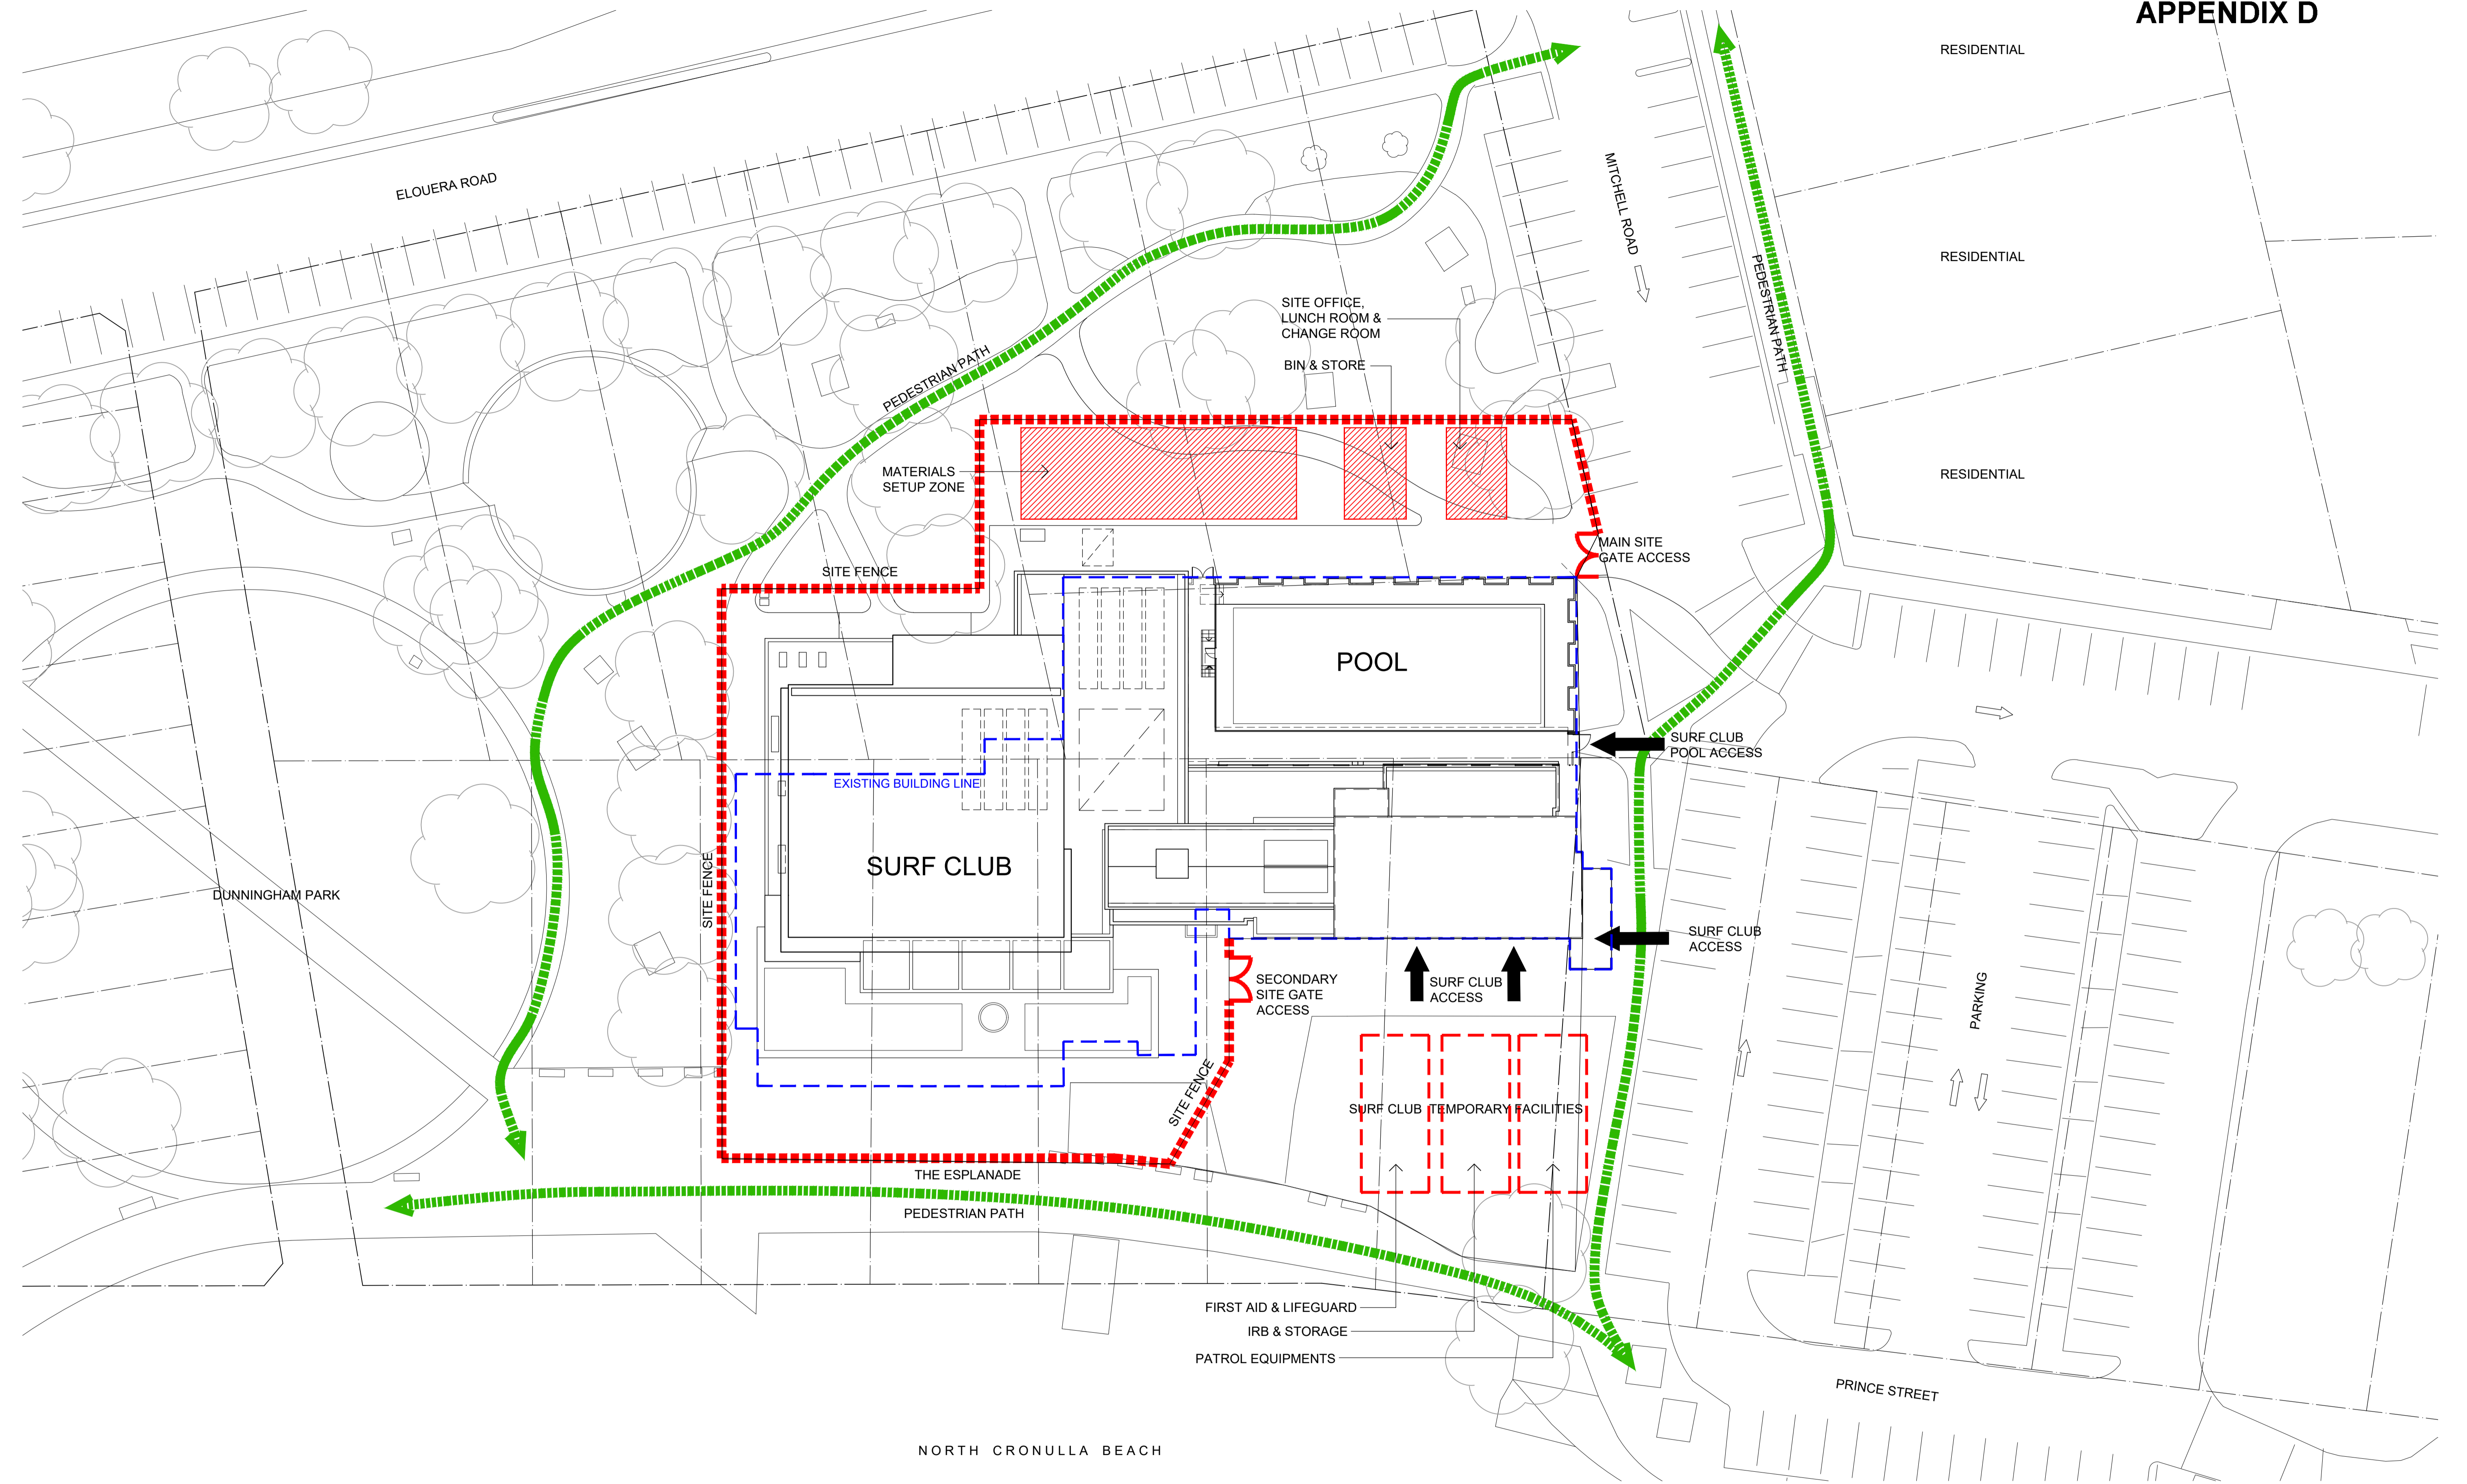 APPENDIX D
RESIDENTIAL
ELOUERA ROAD
MITCHELL ROAD
PEDESTRIAN PATH
RESIDENTIAL
SITE OFFICE,
LUNCH ROOM &
CHANGE ROOM
BIN & STORE
PEDESTRIAN PATH
MATERIALS
SETUP ZONE
RESIDENTIAL
SITE FENCE
MAIN SITE
GATE ACCESS
POOL
SURF CLUB
POOL ACCESS
EXISTING BUILDING LINE
SURF CLUB
SITE FENCE
DUNNINGHAM PARK
SURF CLUB
ACCESS
SECONDARY
SITE GATE
ACCESS
SURF CLUB
ACCESS
PARKING
SITE FENCE
SURF CLUB TEMPORARY FACILITIES
THE ESPLANADE
PEDESTRIAN PATH
FIRST AID & LIFEGUARD
IRB & STORAGE
PATROL EQUIPMENTS
PRINCE STREET
NORTH CRONULLA BEACH